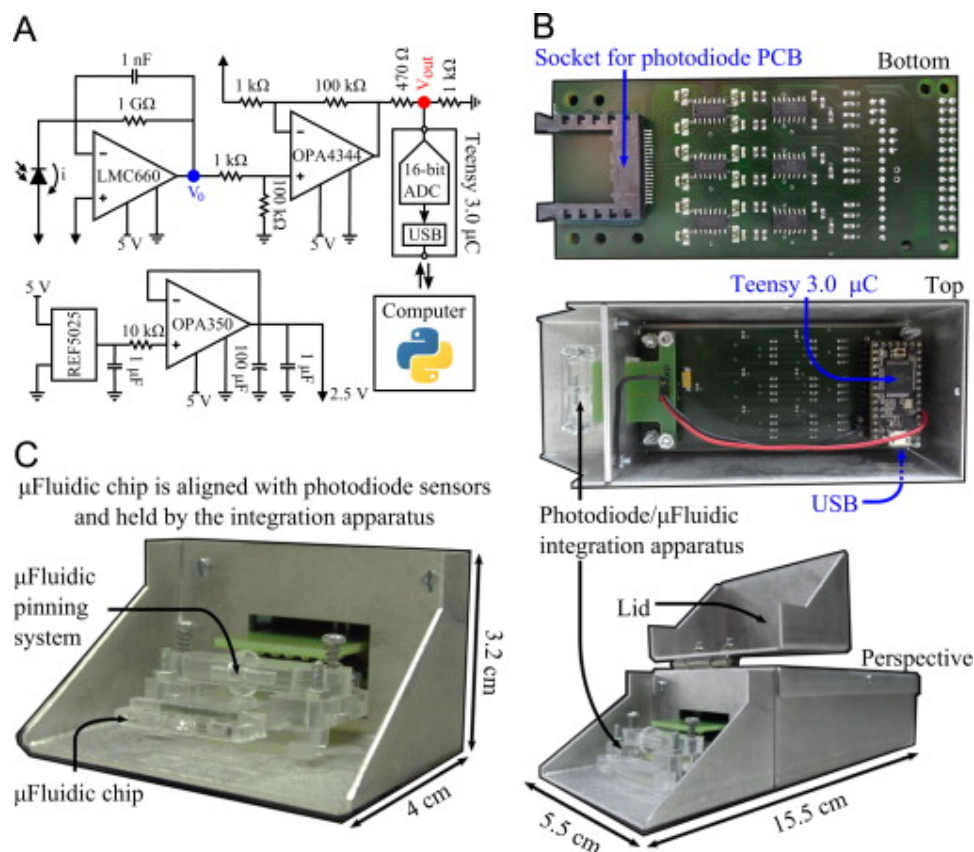 A
1 nF
1 GΩ
LMC660
i
5 V
V₀
1 kΩ
100 kΩ
1 kΩ
100 kΩ
OPA4344
5 V
470 Ω
Vout
1 kΩ
16-bit
ADC
USB
Teensy 3.0 µC
Computer
5 V
REF5025
10 kΩ
1 µF
OPA350
5 V
100 µF
1 µF
2.5 V
B
Socket for photodiode PCB
Bottom
Teensy 3.0 µC
Top
USB
Photodiode/µFluidic
integration apparatus
Lid
Perspective
5.5 cm
15.5 cm
C
µFluidic chip is aligned with photodiode sensors
and held by the integration apparatus
µFluidic
pinning
system
µFluidic chip
3.2 cm
4 cm